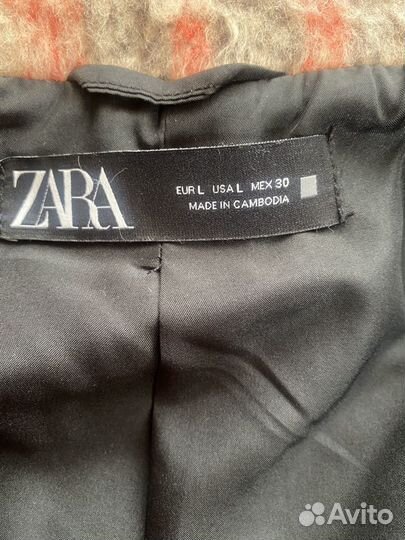 ZARA
EUR L USA L MEX 30
MADE IN CAMBODIA
Avito